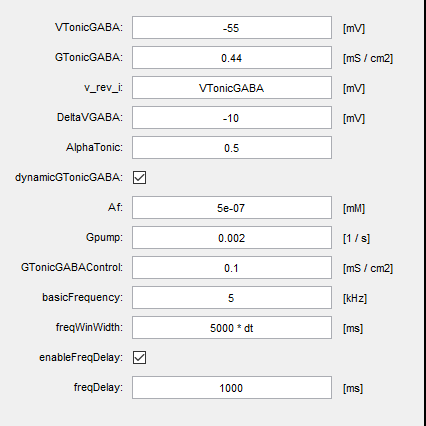 VTonicGABA: -55 [mV]
GTonicGABA: 0.44 [mS / cm2]
v_rev_i: VTonicGABA [mV]
DeltaVGABA: -10 [mV]
AlphaTonic: 0.5
dynamicGTonicGABA:
Af: 5e-07 [mM]
Gpump: 0.002 [1 / s]
GTonicGABAControl: 0.1 [mS / cm2]
basicFrequency: 5 [kHz]
freqWinWidth: 5000 * dt [ms]
enableFreqDelay:
freqDelay: 1000 [ms]